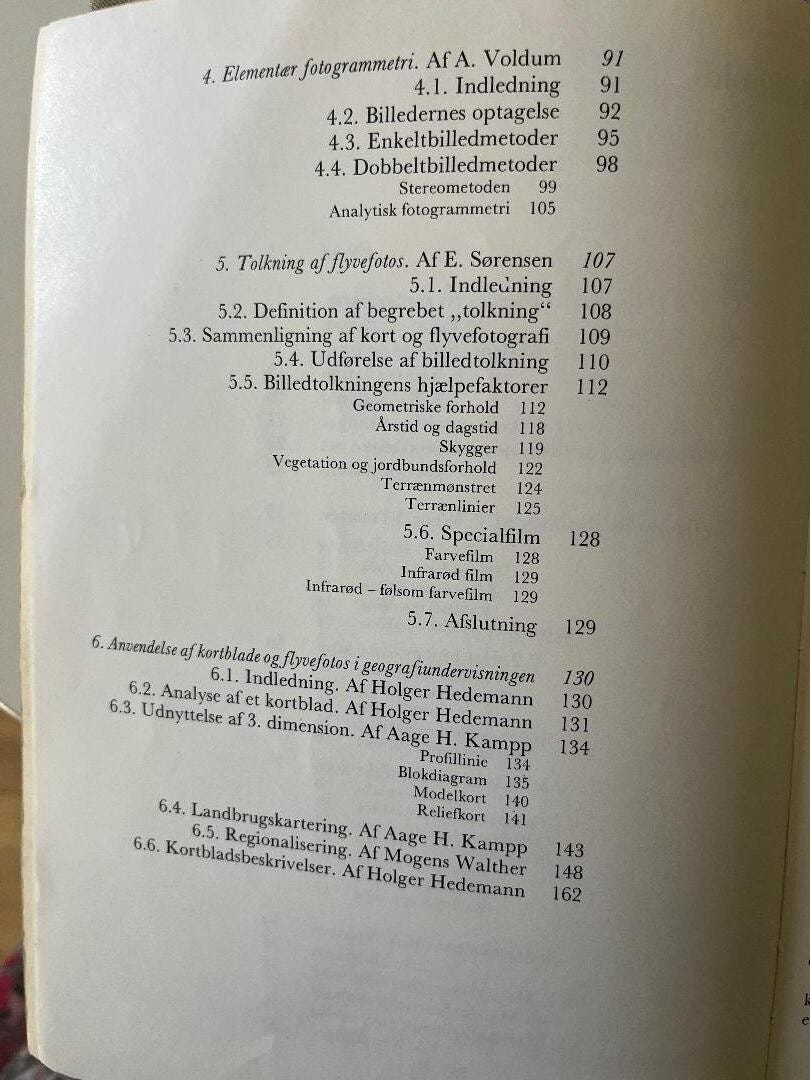 4. Elementær fotogrammetri. Af A. Voldum 91
4.1. Indledning 91
4.2. Billedernes optagelse 92
4.3. Enkeltbilledmetoder 95
4.4. Dobbeltbilledmetoder 98
Stereometoden 99
Analytisk fotogrammetri 105
5. Tolkning af flyvefotos. Af E. Sørensen 107
5.1. Indledning 107
5.2. Definition af begrebet „tolkning“ 108
5.3. Sammenligning af kort og flyvefotografi 109
5.4. Udførelse af billedtolkning 110
5.5. Billedtolkningens hjælpefaktorer 112
Geometriske forhold 112
Årstid og dagstid 118
Skygger 119
Vegetation og jordbundsforhold 122
Terrænmønstret 124
Terrænlinier 125
5.6. Specialfilm 128
Farvefilm 128
Infrarød film 129
Infrarød – følsom farvefilm 129
5.7. Afslutning 129
6. Anvendelse af kortblade og flyvefotos i geografiundervisningen 130
6.1. Indledning. Af Holger Hedemann 130
6.2. Analyse af et kortblad. Af Holger Hedemann 131
6.3. Udnyttelse af 3. dimension. Af Aage H. Kampp 134
Profillinie 134
Blokdiagram 135
Modelkort 140
Reliefkort 141
6.4. Landbrugskartering. Af Aage H. Kampp 143
6.5. Regionalisering. Af Mogens Walther 148
6.6. Kortbladsbeskrivelser. Af Holger Hedemann 162